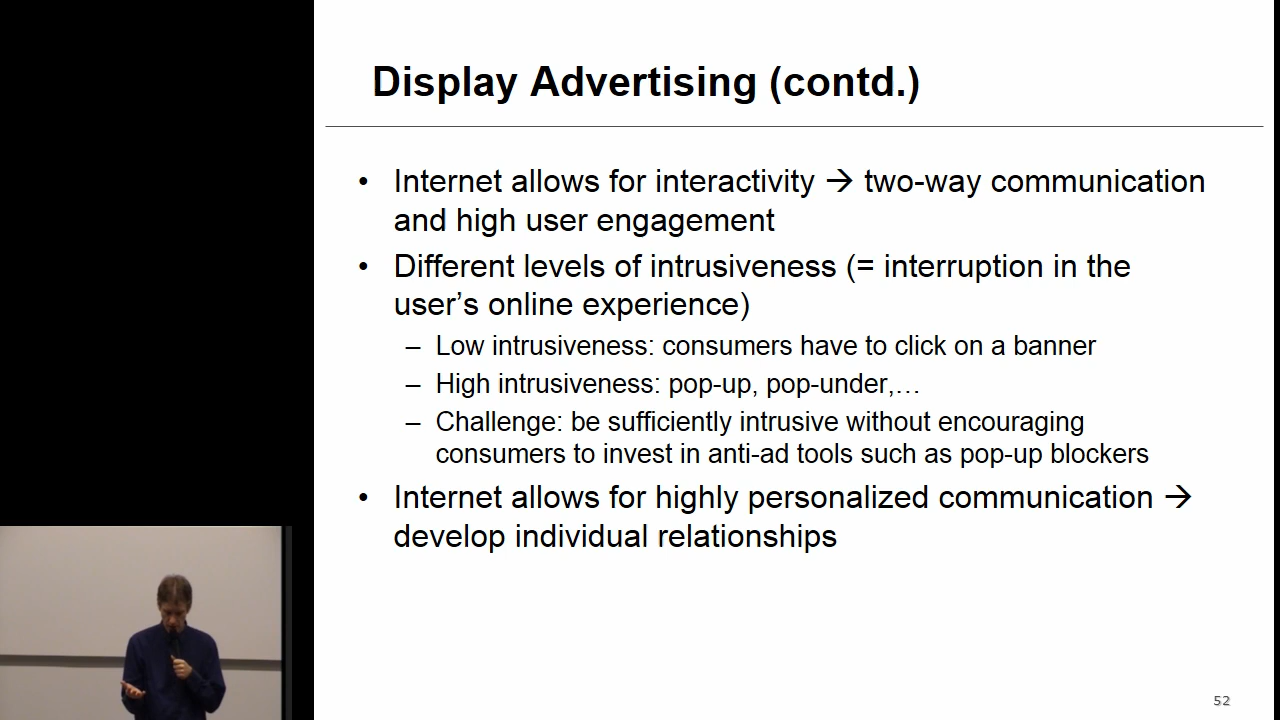 Display Advertising (contd.)
• Internet allows for interactivity → two-way communication
and high user engagement
• Different levels of intrusiveness (= interruption in the
user’s online experience)
– Low intrusiveness: consumers have to click on a banner
– High intrusiveness: pop-up, pop-under,…
– Challenge: be sufficiently intrusive without encouraging
consumers to invest in anti-ad tools such as pop-up blockers
• Internet allows for highly personalized communication →
develop individual relationships
52